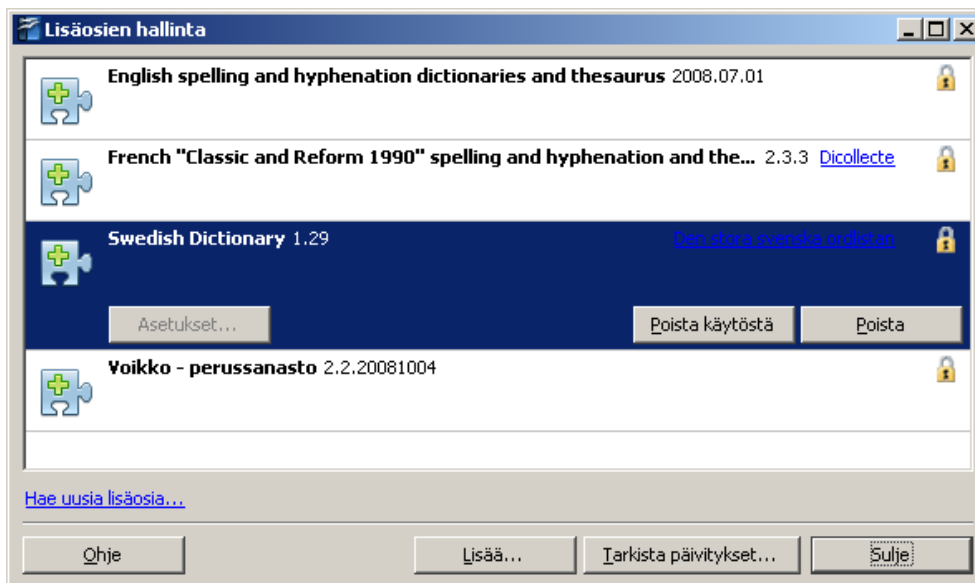 Lisäosien hallinta
English spelling and hyphenation dictionaries and thesaurus 2008.07.01
French "Classic and Reform 1990" spelling and hyphenation and the... 2.3.3 Dicollecte
Swedish Dictionary 1.29 Den stora svenska ordlistan
Asetukset... Poista käytöstä Poista
Voikko - perussanasto 2.2.20081004
Hae uusia lisäosia...
Ohje Lisää... Tarkista päivitykset... Sulje